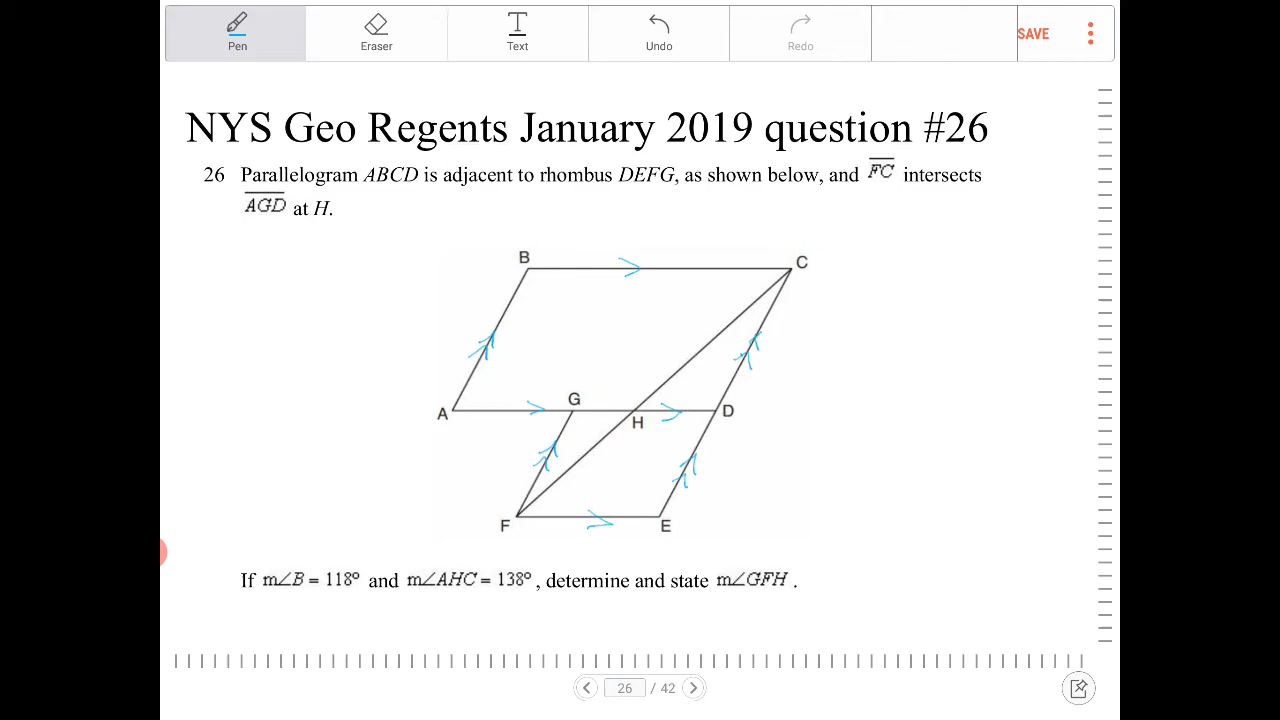 Pen
Eraser
Text
Undo
Redo
SAVE
NYS Geo Regents January 2019 question #26
26 Parallelogram ABCD is adjacent to rhombus DEFG, as shown below, and F̅C̅ intersects
A̅G̅D̅ at H.
B
C
A
G
H
D
F
E
If m∠B = 118° and m∠AHC = 138°, determine and state m∠GFH .
26 / 42